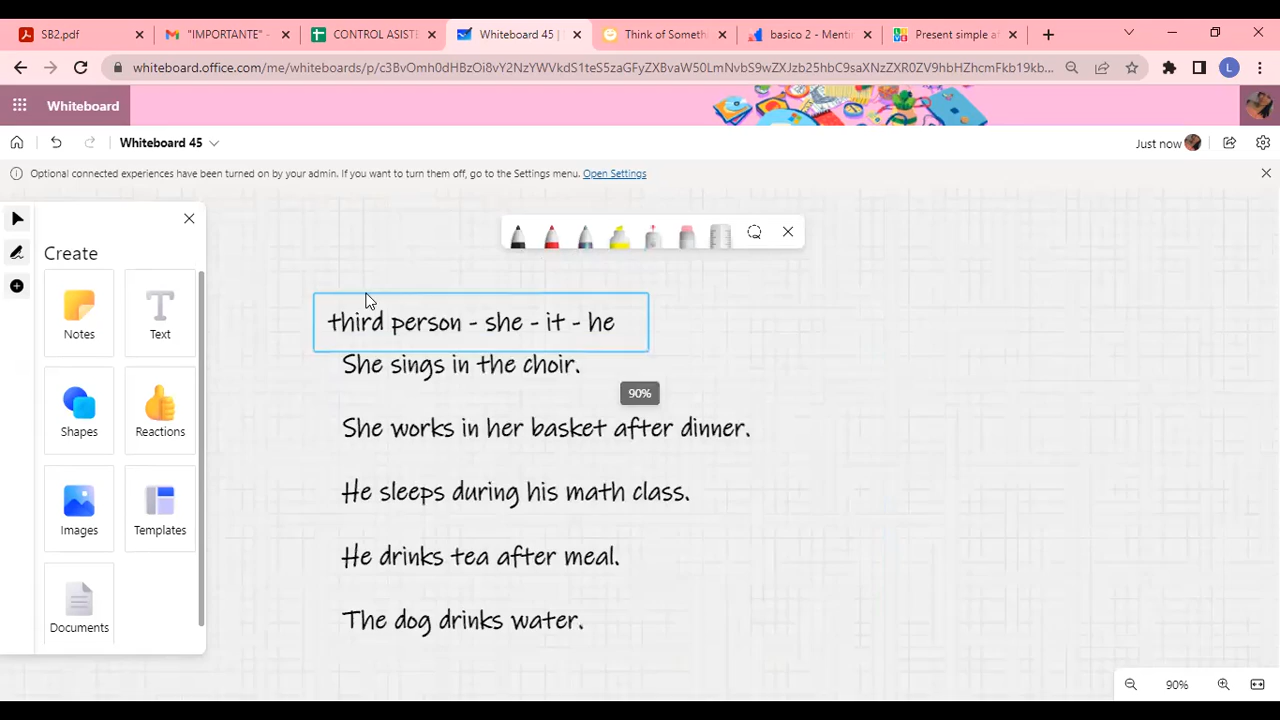 SB2.pdf
"IMPORTANTE" -
CONTROL ASISTE
Whiteboard 45 |
Think of Someth
basico 2 - Menti
Present simple a
whiteboard.office.com/me/whiteboards/p/
L
Whiteboard
Whiteboard 45
Just now
Optional connected experiences have been turned on by your admin. If you want to turn them off, go to the Settings menu. Open Settings
Create
Notes
Text
Shapes
Reactions
Images
Templates
Documents
third person - she - it - he
She sings in the choir.
90%
She works in her basket after dinner.
He sleeps during his math class.
He drinks tea after meal.
The dog drinks water.
90%